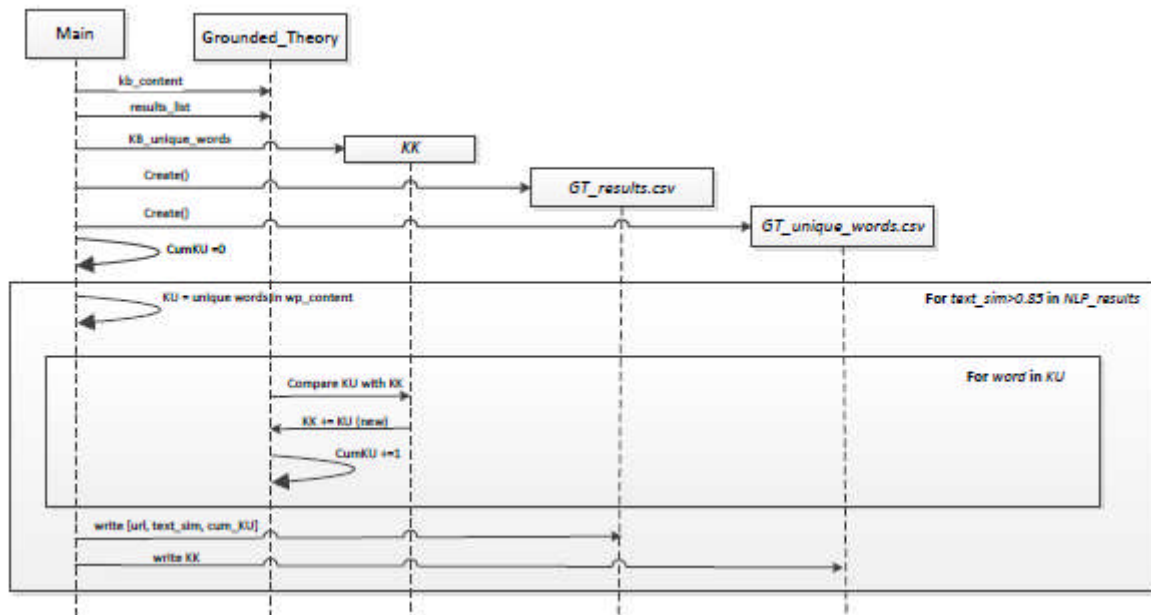 Main
Grounded_Theory
kb_content
results_list
KB_unique_words
KK
Create()
GT_results.csv
Create()
GT_unique_words.csv
CumKU =0
KU = unique words in wp_content
For text_sim>0.85 in NLP_results
For word in KU
Compare KU with KK
KK += KU (new)
CumKU +=1
write [url, text_sim, cum_KU]
write KK